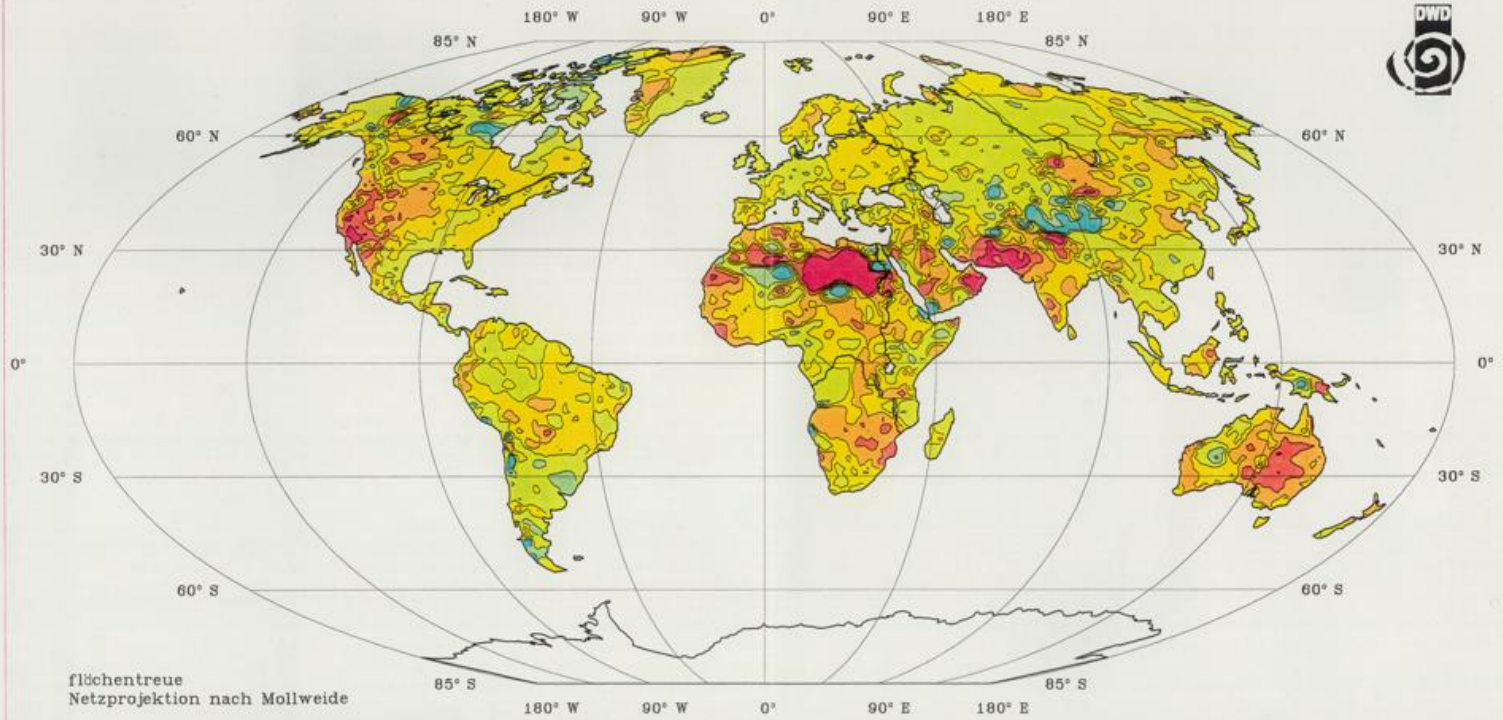 180° W 90° W 0° 90° E 180° E
DWD
85° N 85° N
60° N 60° N
30° N 30° N
0° 0°
30° S 30° S
60° S 60° S
flächentreue
Netzprojektion nach Mollweide
85° S 85° S
180° W 90° W 0° 90° E 180° E